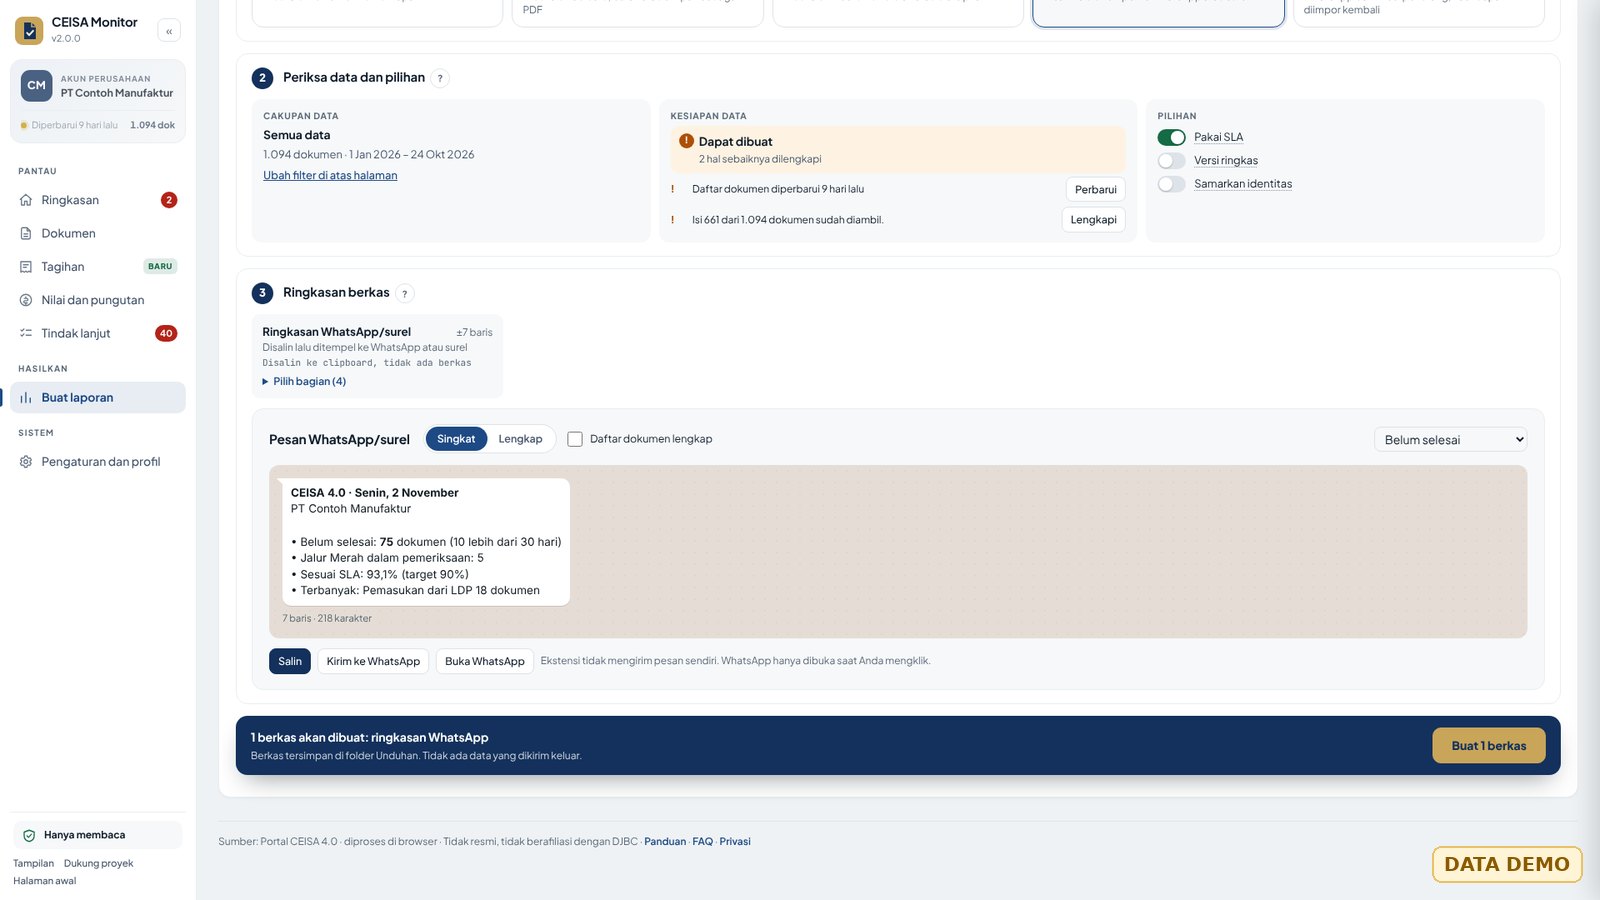 CEISA Monitor
v2.0.0
«
CM
AKUN PERUSAHAAN
PT Contoh Manufaktur
Diperbarui 9 hari lalu 1.094 dok
PANTAU
Ringkasan 2
Dokumen
Tagihan BARU
Nilai dan pungutan
Tindak lanjut 40
HASILKAN
Buat laporan
SISTEM
Pengaturan dan profil
Hanya membaca
Tampilan Dukung proyek
Halaman awal
PDF
diimpor kembali
2 Periksa data dan pilihan ?
CAKUPAN DATA
Semua data
1.094 dokumen · 1 Jan 2026 – 24 Okt 2026
Ubah filter di atas halaman
KESIAPAN DATA
! Dapat dibuat
2 hal sebaiknya dilengkapi
! Daftar dokumen diperbarui 9 hari lalu Perbarui
! Isi 661 dari 1.094 dokumen sudah diambil. Lengkapi
PILIHAN
Pakai SLA
Versi ringkas
Samarkan identitas
3 Ringkasan berkas ?
Ringkasan WhatsApp/surel ±7 baris
Disalin lalu ditempel ke WhatsApp atau surel
Disalin ke clipboard, tidak ada berkas
Pilih bagian (4)
Pesan WhatsApp/surel Singkat Lengkap Daftar dokumen lengkap Belum selesai
CEISA 4.0 · Senin, 2 November
PT Contoh Manufaktur
• Belum selesai: 75 dokumen (10 lebih dari 30 hari)
• Jalur Merah dalam pemeriksaan: 5
• Sesuai SLA: 93,1% (target 90%)
• Terbanyak: Pemasukan dari LDP 18 dokumen
7 baris · 218 karakter
Salin Kirim ke WhatsApp Buka WhatsApp Ekstensi tidak mengirim pesan sendiri. WhatsApp hanya dibuka saat Anda mengklik.
1 berkas akan dibuat: ringkasan WhatsApp
Berkas tersimpan di folder Unduhan. Tidak ada data yang dikirim keluar.
Buat 1 berkas
Sumber: Portal CEISA 4.0 · diproses di browser · Tidak resmi, tidak berafiliasi dengan DJBC · Panduan · FAQ · Privasi
DATA DEMO